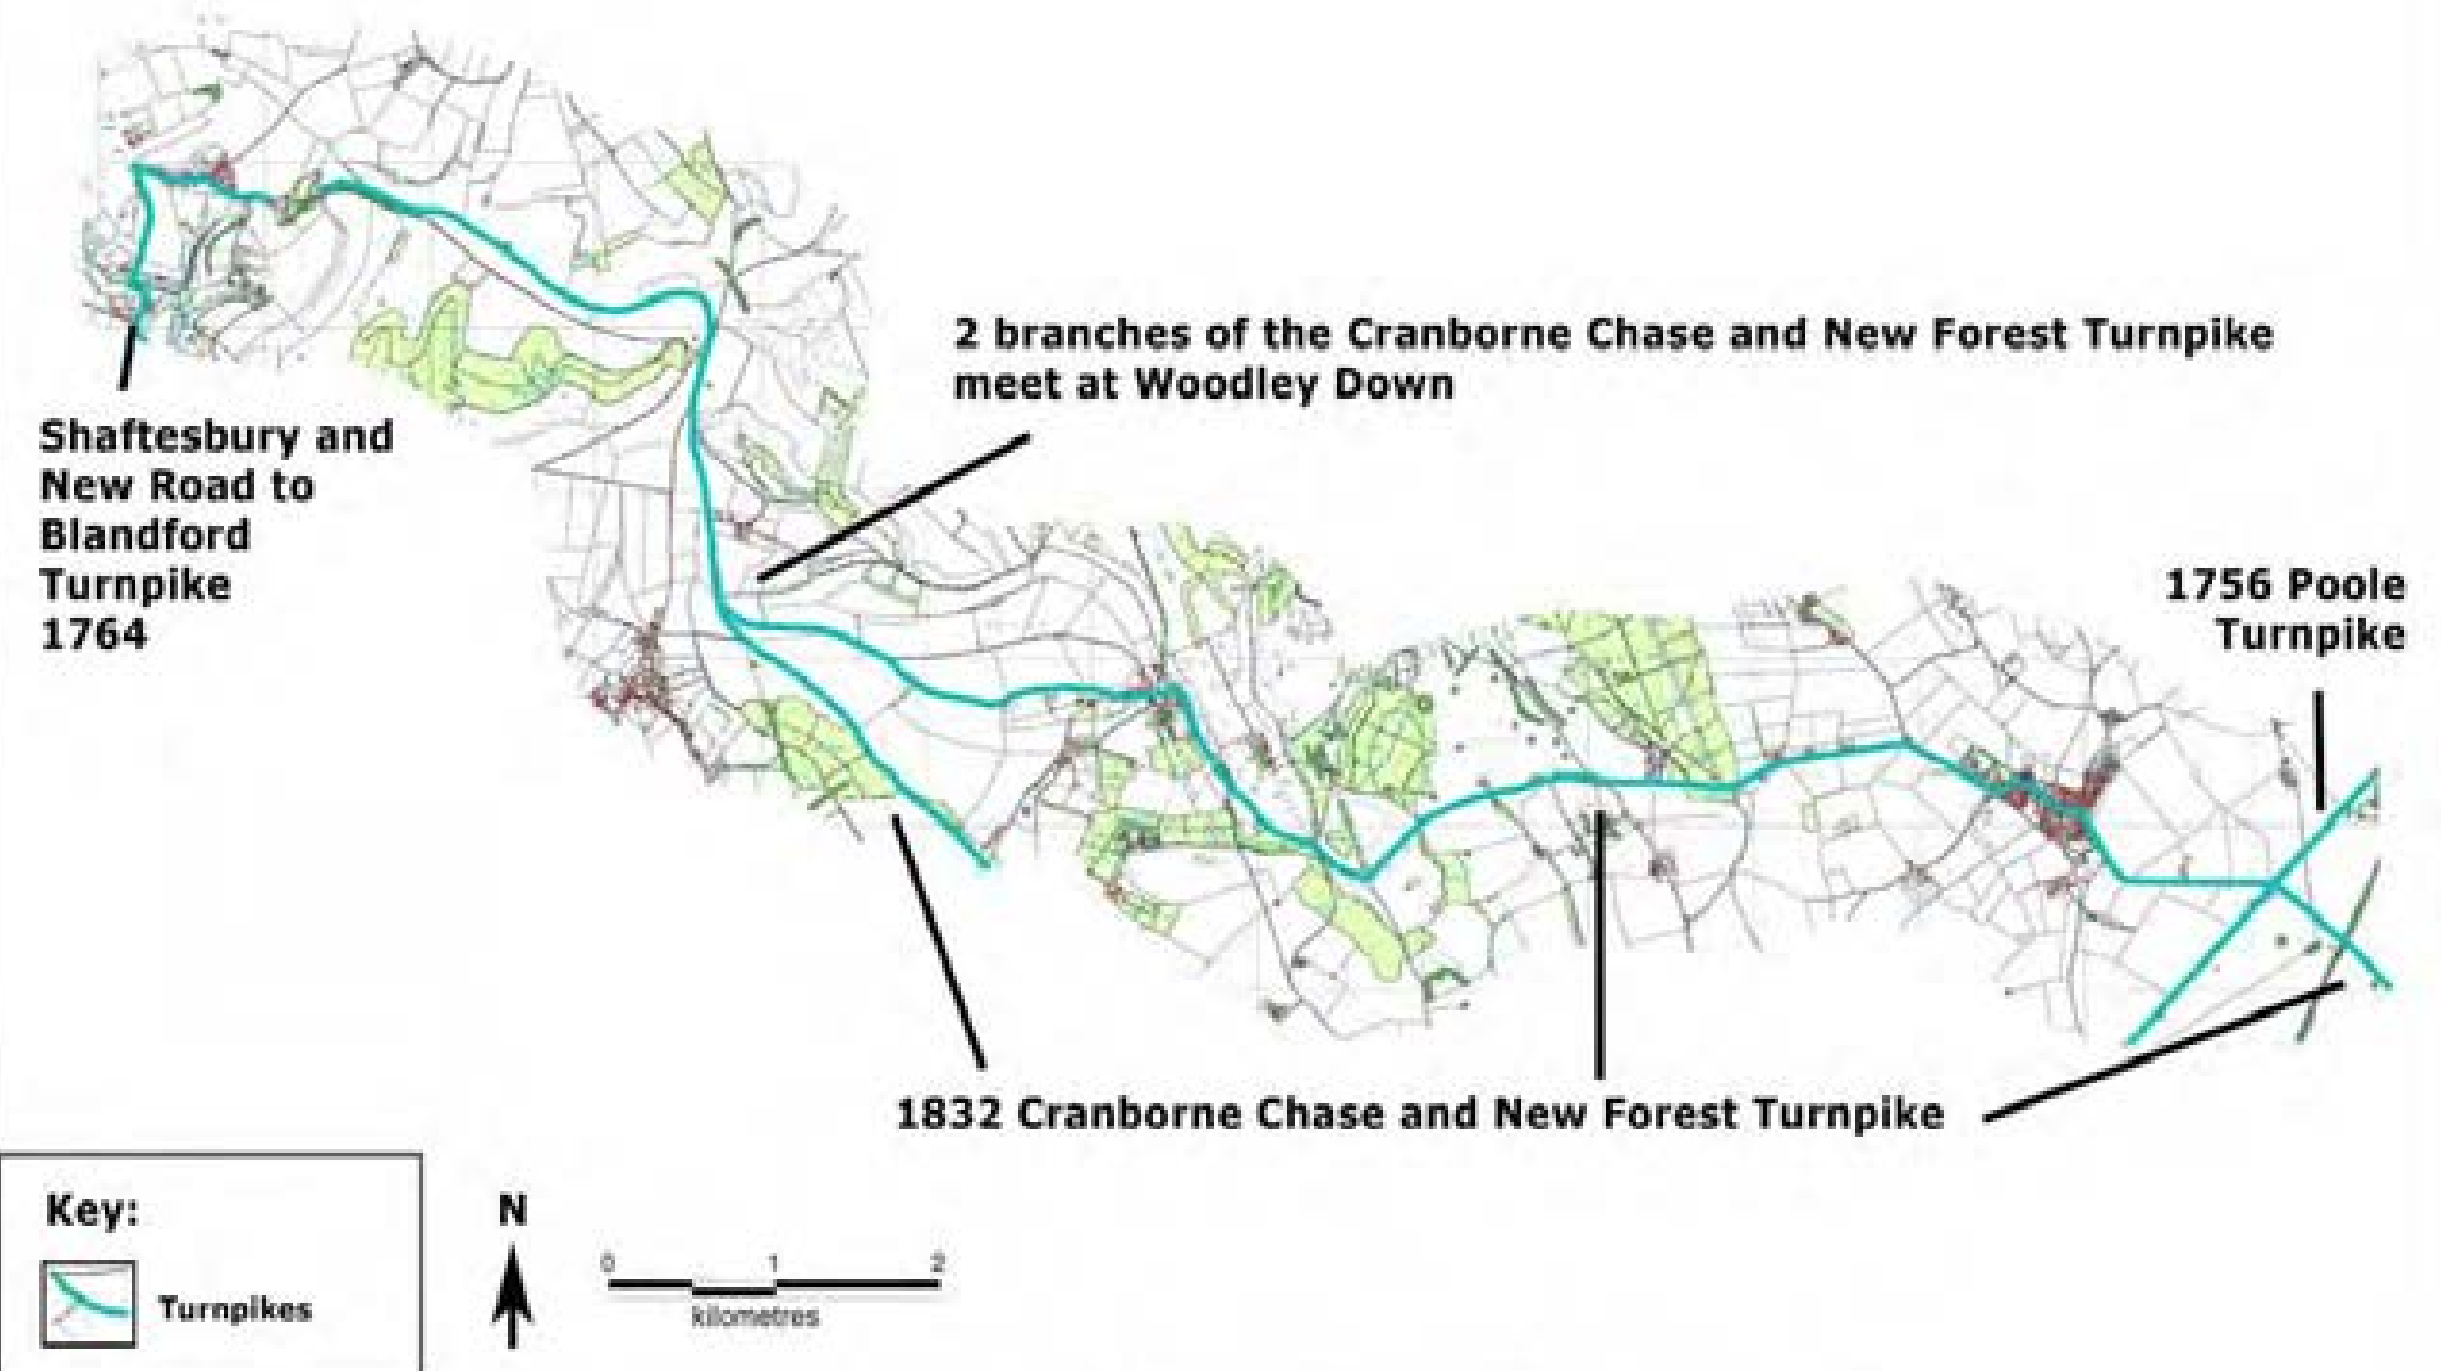 2 branches of the Cranborne Chase and New Forest Turnpike
meet at Woodley Down
Shaftesbury and
New Road to
Blandford
Turnpike
1764
1756 Poole
Turnpike
1832 Cranborne Chase and New Forest Turnpike
Key:
Turnpikes
N
0 1 2
kilometres